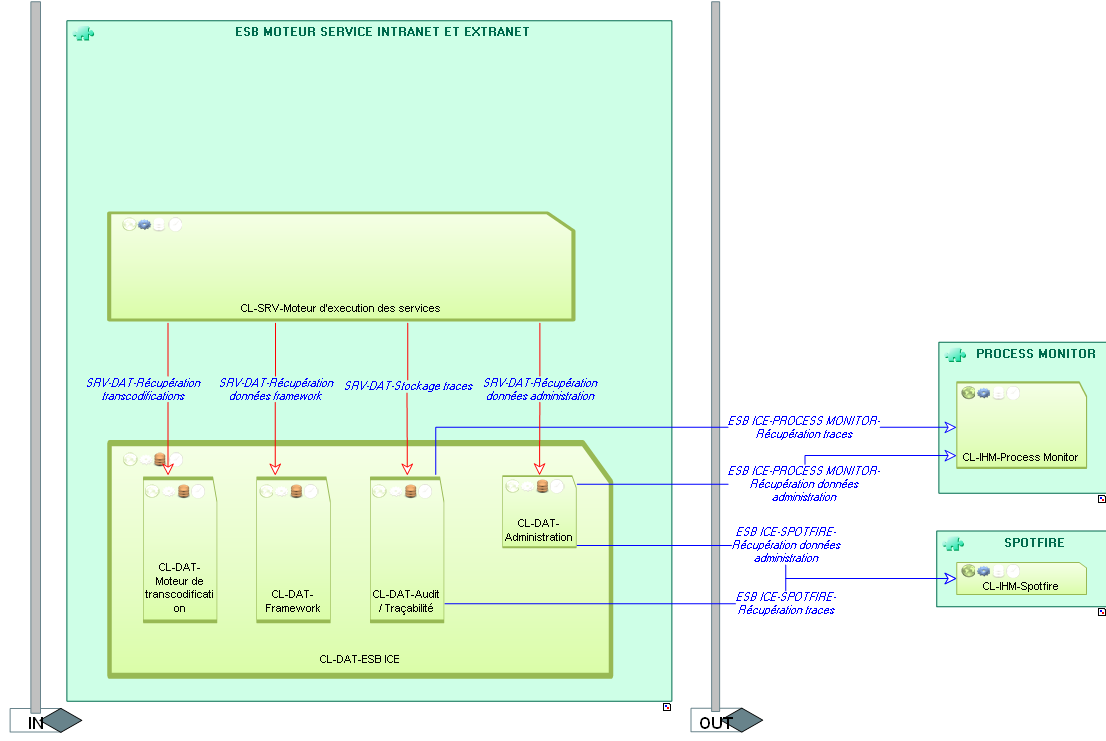 ESB MOTEUR SERVICE INTRANET ET EXTRANET
CL-SRV-Moteur d'execution des services
SRV-DAT-Récupération
transcodifications
SRV-DAT-Récupération
données framework
SRV-DAT-Stockage traces
SRV-DAT-Récupération
données administration
CL-DAT-
Moteur de
transcodificati
on
CL-DAT-
Framework
CL-DAT-Audit
/ Traçabilité
CL-DAT-
Administration
CL-DAT-ESB ICE
ESB ICE-PROCESS MONITOR-
Récupération traces
ESB ICE-PROCESS MONITOR-
Récupération données
administration
ESB ICE-SPOTFIRE-
Récupération données
administration
ESB ICE-SPOTFIRE-
Récupération traces
PROCESS MONITOR
CL-IHM-Process Monitor
SPOTFIRE
CL-IHM-Spotfire
IN
OUT